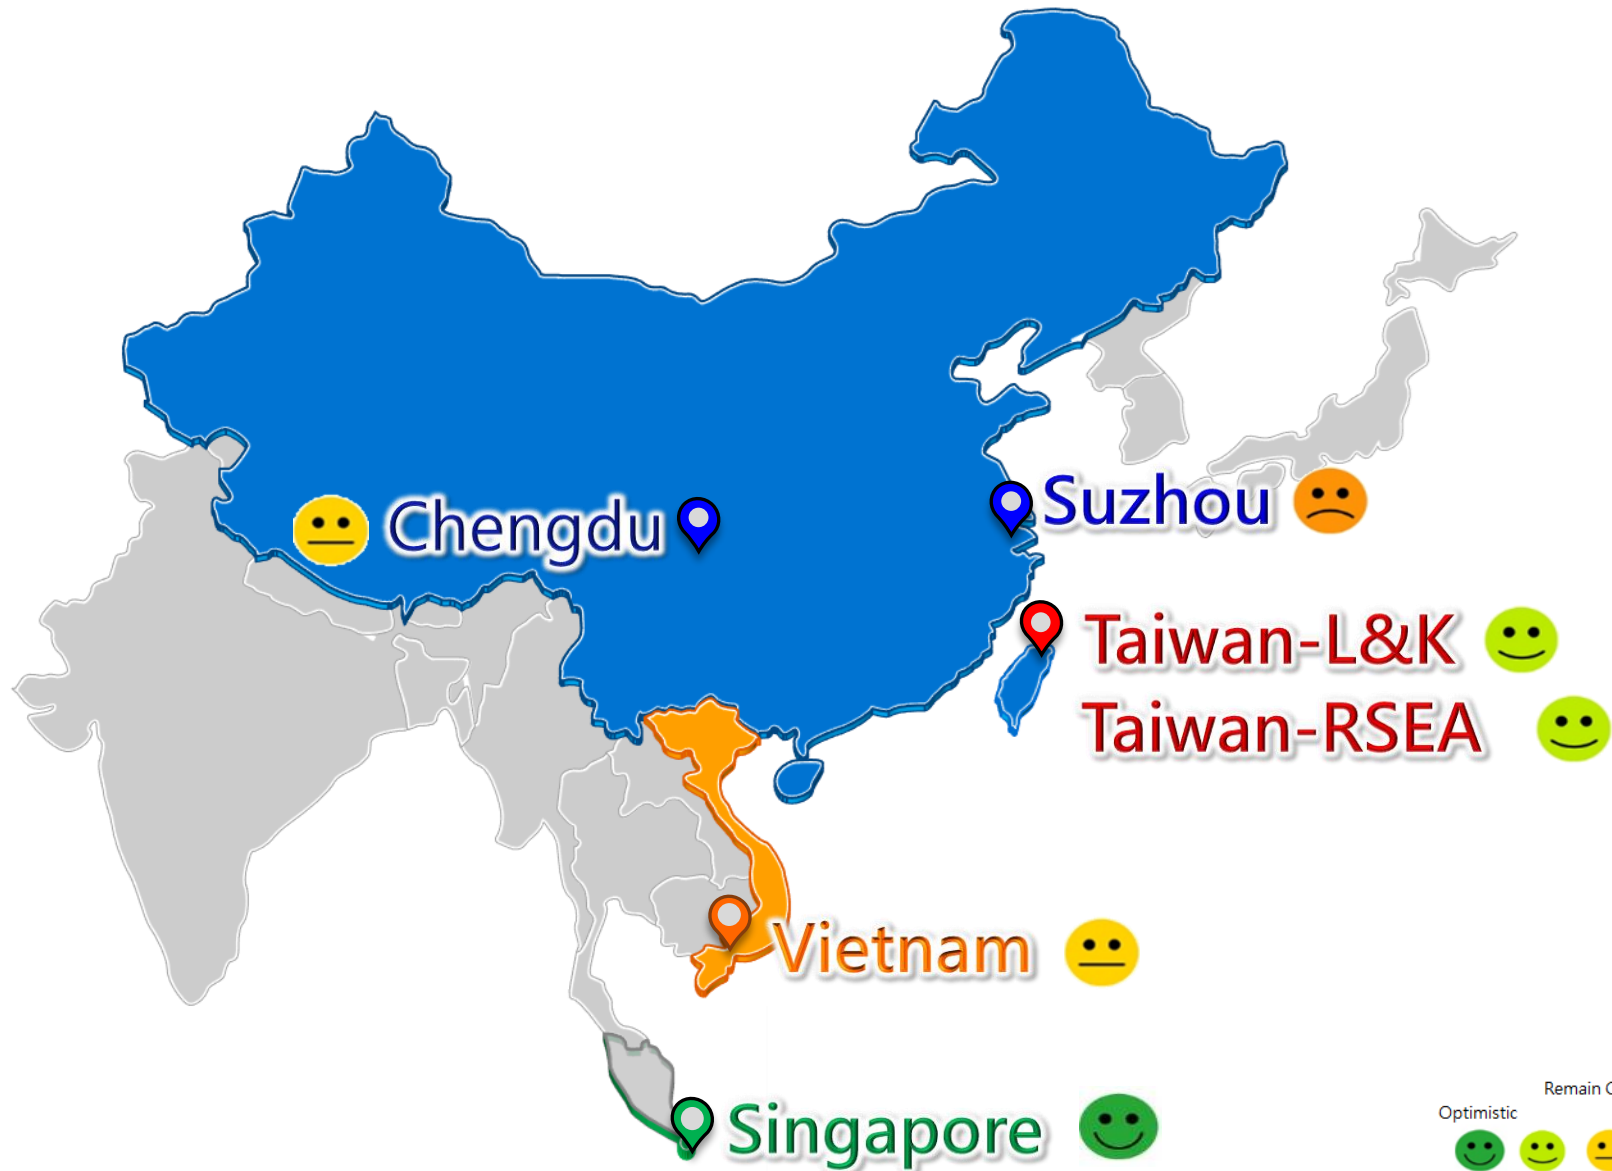 Chengdu
Suzhou
Taiwan-L&K
Taiwan-RSEA
Vietnam
Singapore
Remain
Optimistic